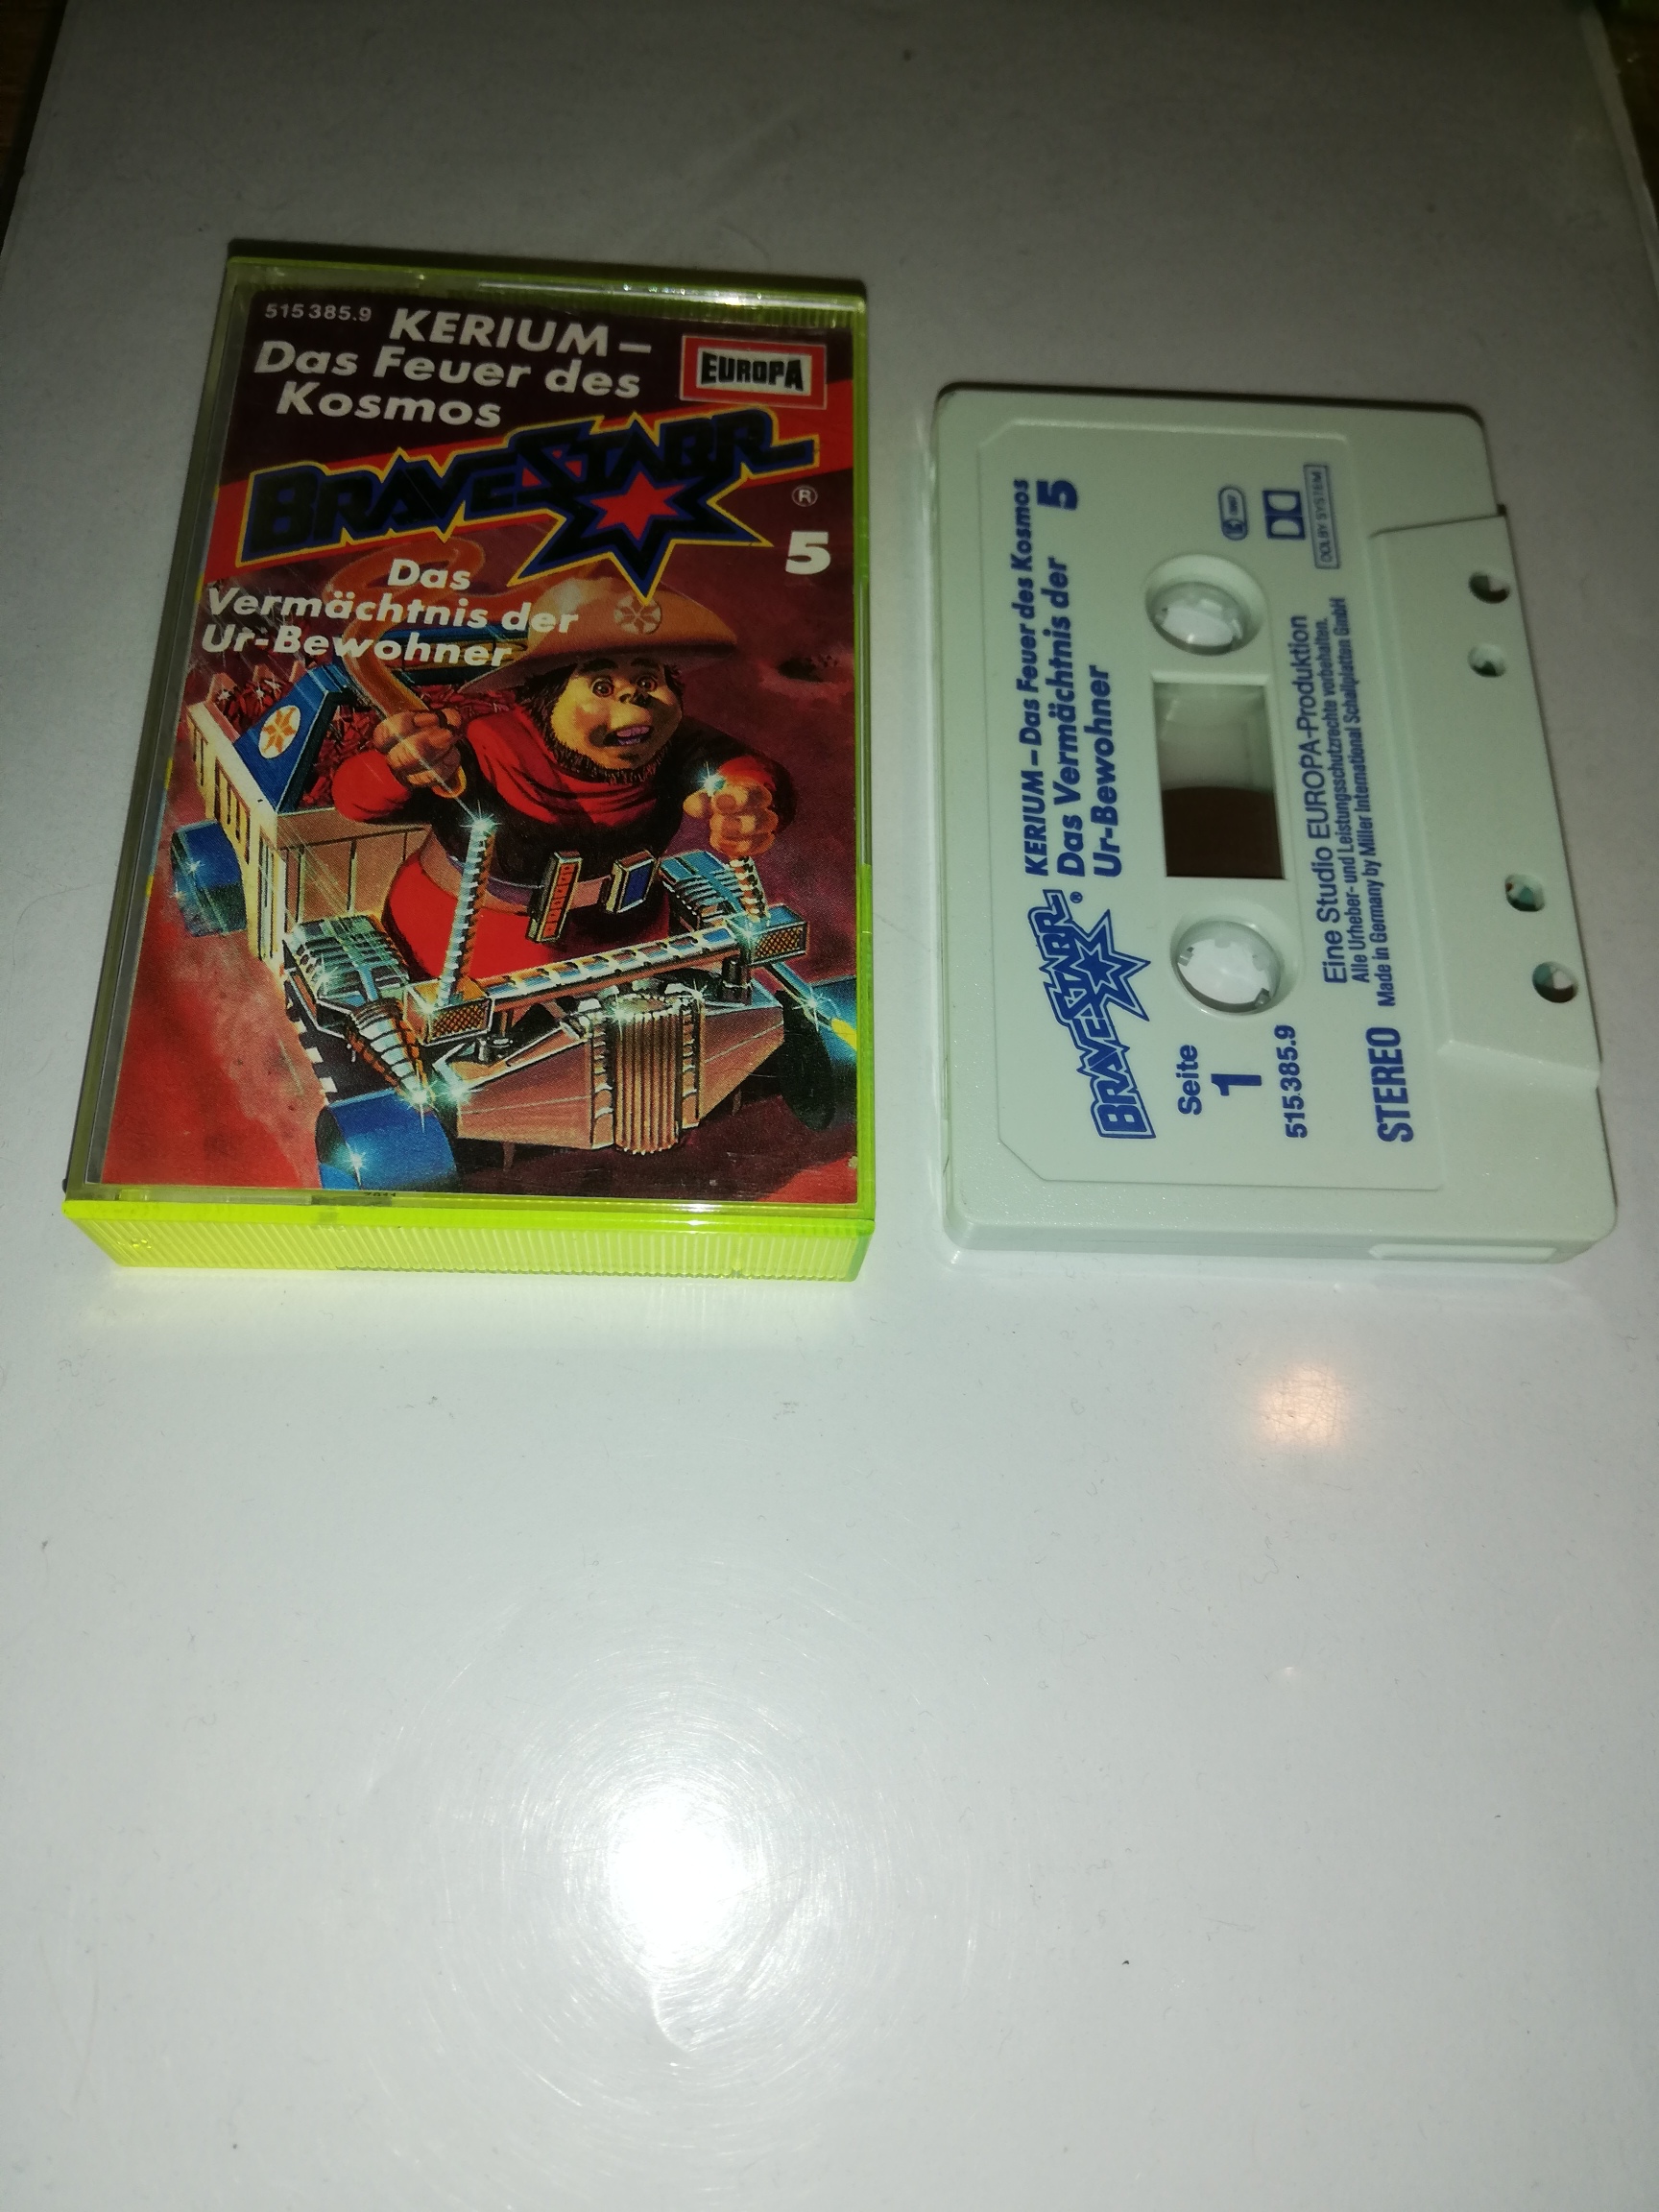 515 385.9
KERIUM –
Das Feuer des
Kosmos
EUROPA
BRAVESTARR
®
5
Das
Vermächtnis der
Ur-Bewohner
BRAVESTARR ®
KERIUM – Das Feuer des Kosmos
Das Vermächtnis der 5
Ur-Bewohner
Seite
1
515 385.9
STEREO
DOLBY SYSTEM
Eine Studio EUROPA-Produktion
Alle Urheber- und Leistungsschutzrechte vorbehalten.
Made in Germany by Miller International Schallplatten GmbH